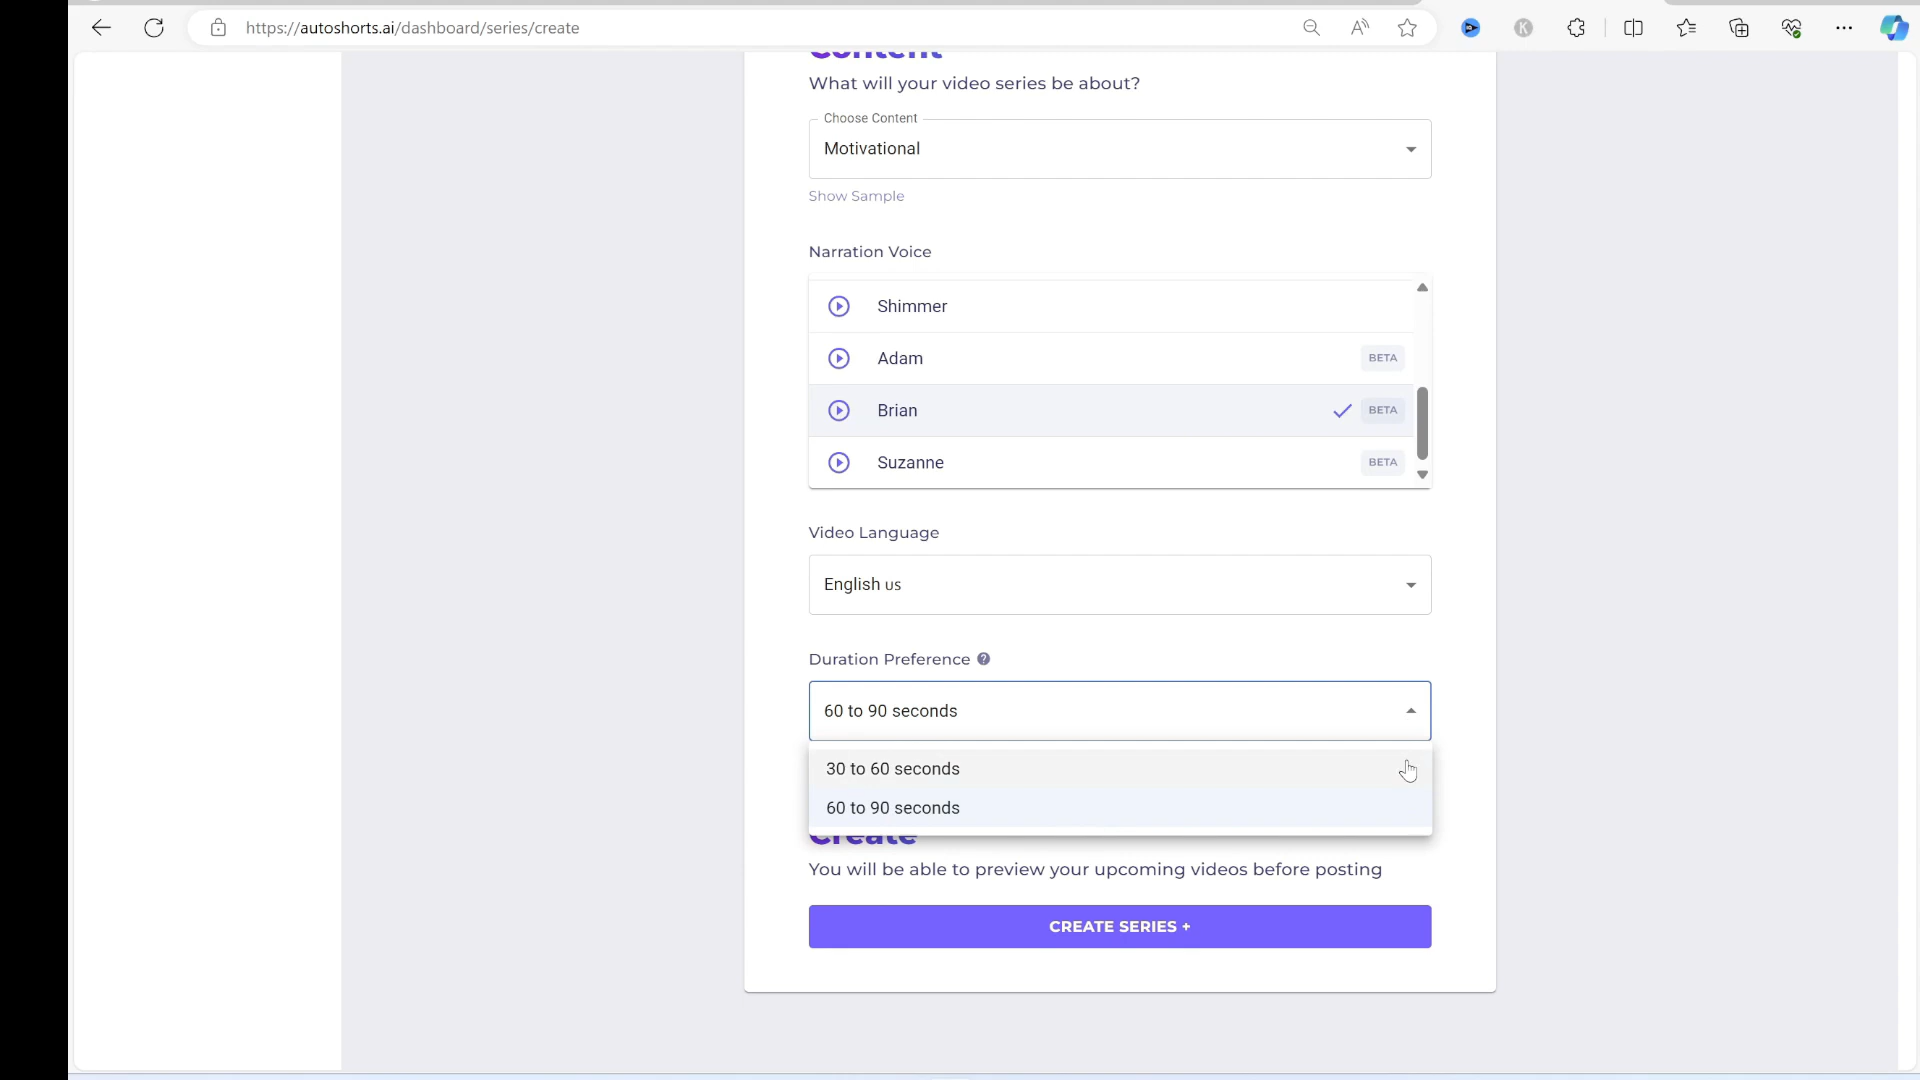 https://autoshorts.ai/dashboard/series/create
Content
What will your video series be about?
Choose Content
Motivational
Show Sample
Narration Voice
Shimmer
Adam BETA
Brian BETA
Suzanne BETA
Video Language
English us
Duration Preference ?
60 to 90 seconds
30 to 60 seconds
60 to 90 seconds
Create
You will be able to preview your upcoming videos before posting
CREATE SERIES +